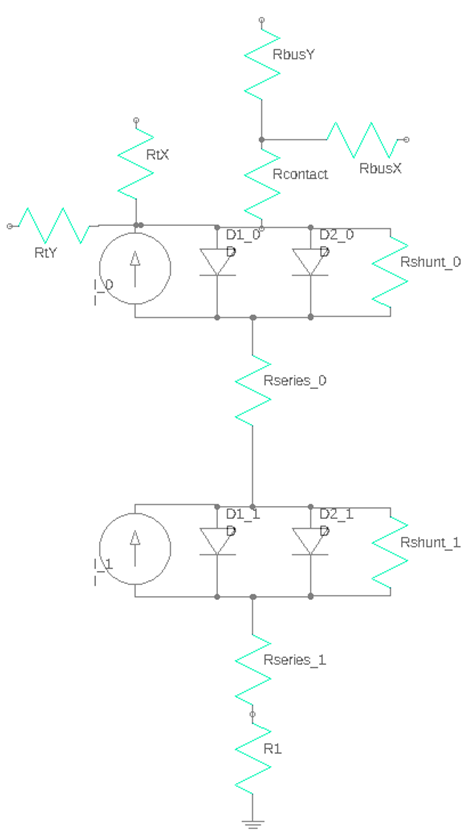 RbusY
RtX
RbusX
Rcontact
RtY
D1_0
D
D2_0
D
Rshunt_0
I_0
I
Rseries_0
D1_1
D
D2_1
D
Rshunt_1
I_1
I
Rseries_1
R1